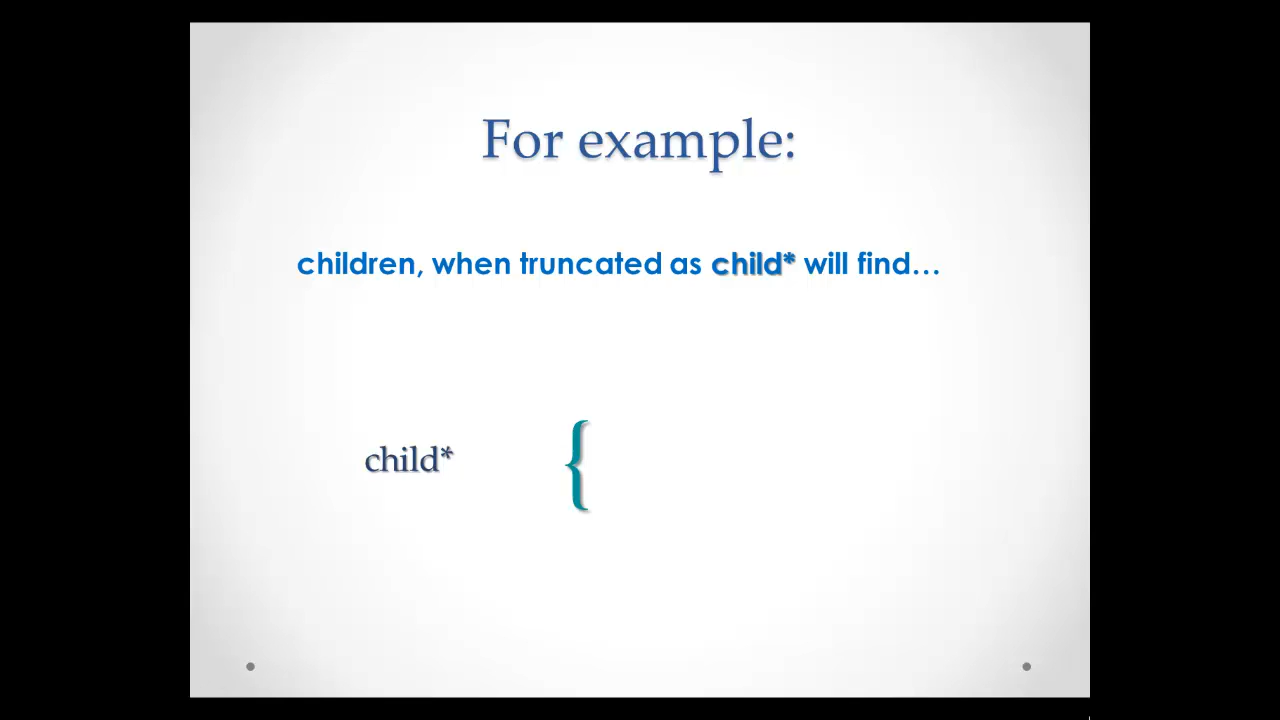 For example:
children, when truncated as child* will find…
child* {